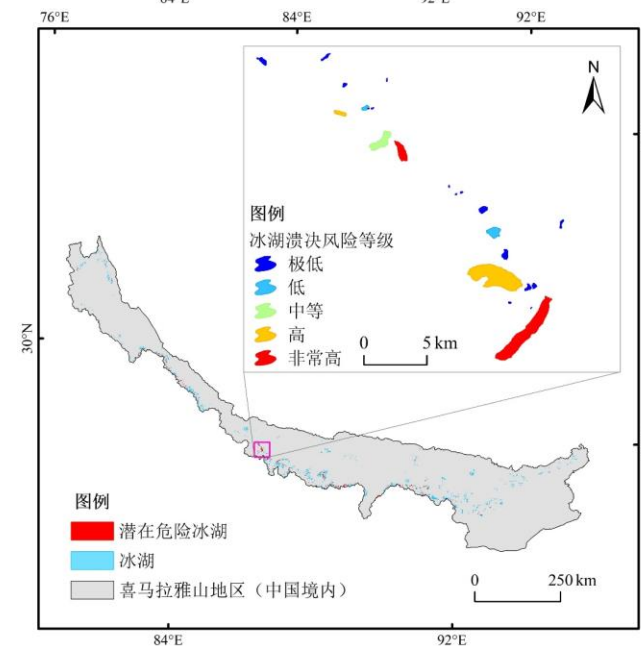 76°E 84°E 92°E
N
图例
冰湖溃决风险等级
极低
低
中等
高
非常高
0 5 km
30°N
图例
潜在危险冰湖
冰湖
喜马拉雅山地区（中国境内）
0 250 km
84°E 92°E